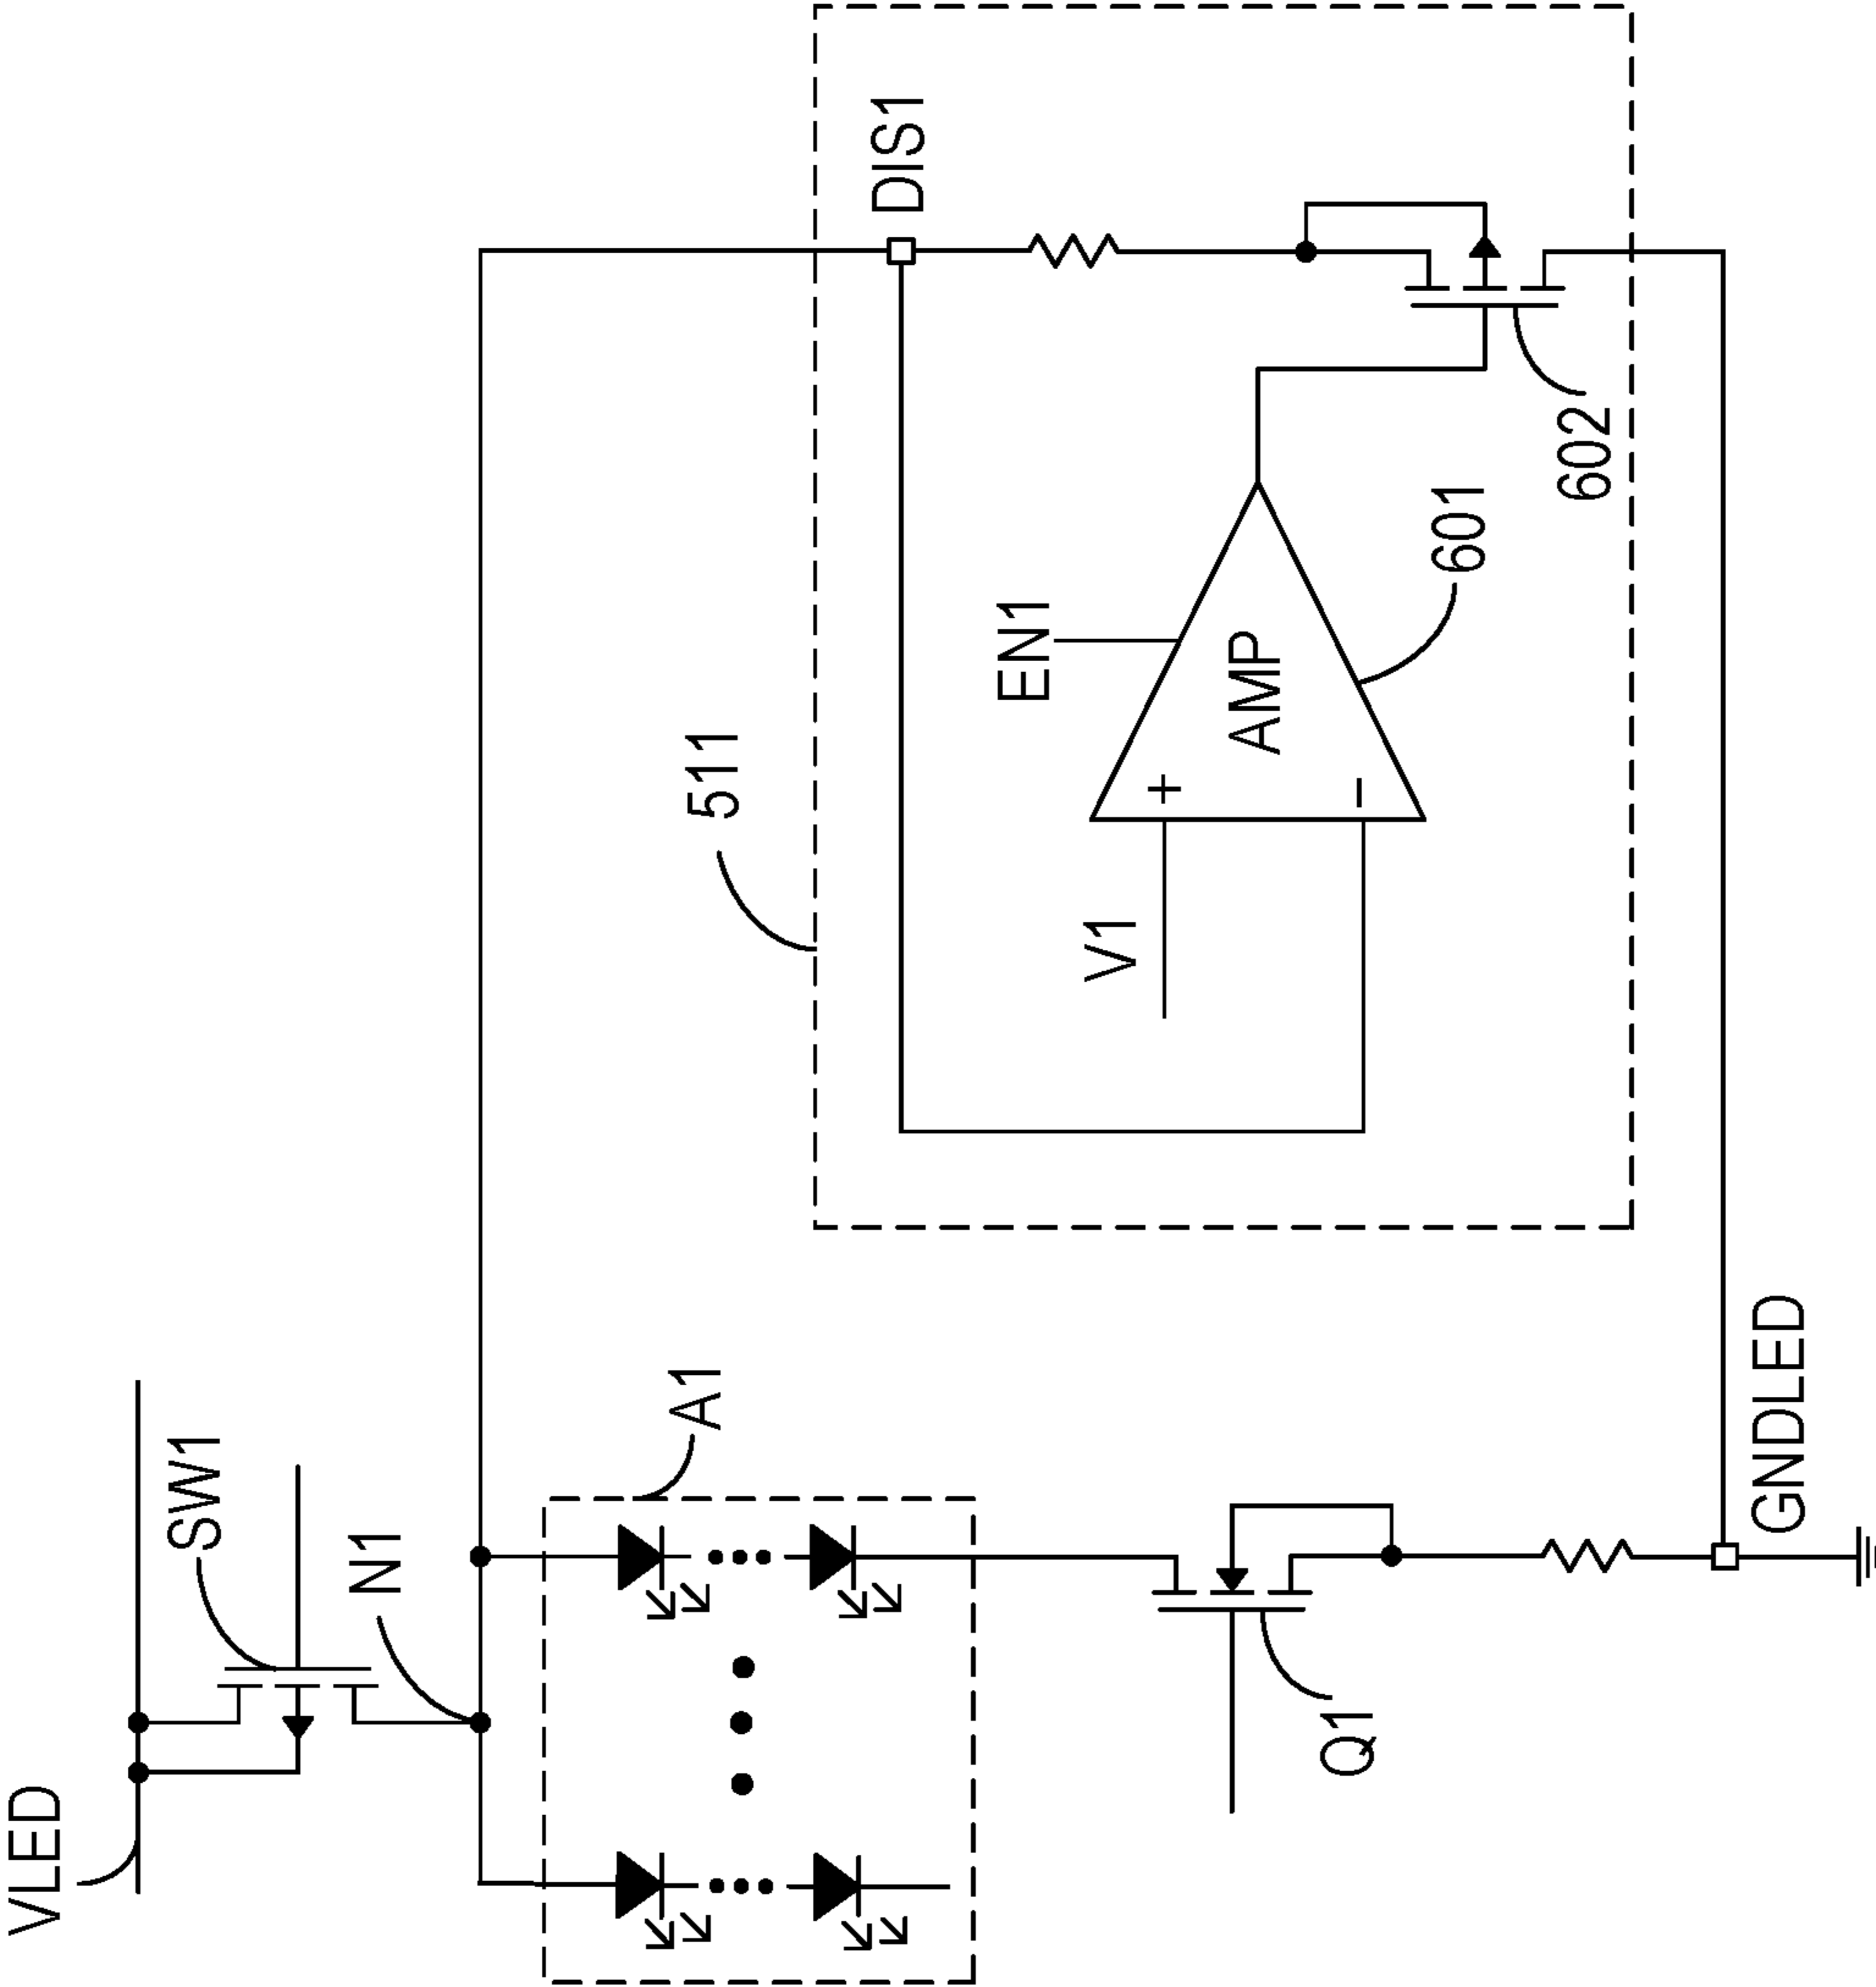 VLED
SW1
N1
A1
Q1
GNDLED
511
DIS1
EN1
V1
+
−
AMP
601
602